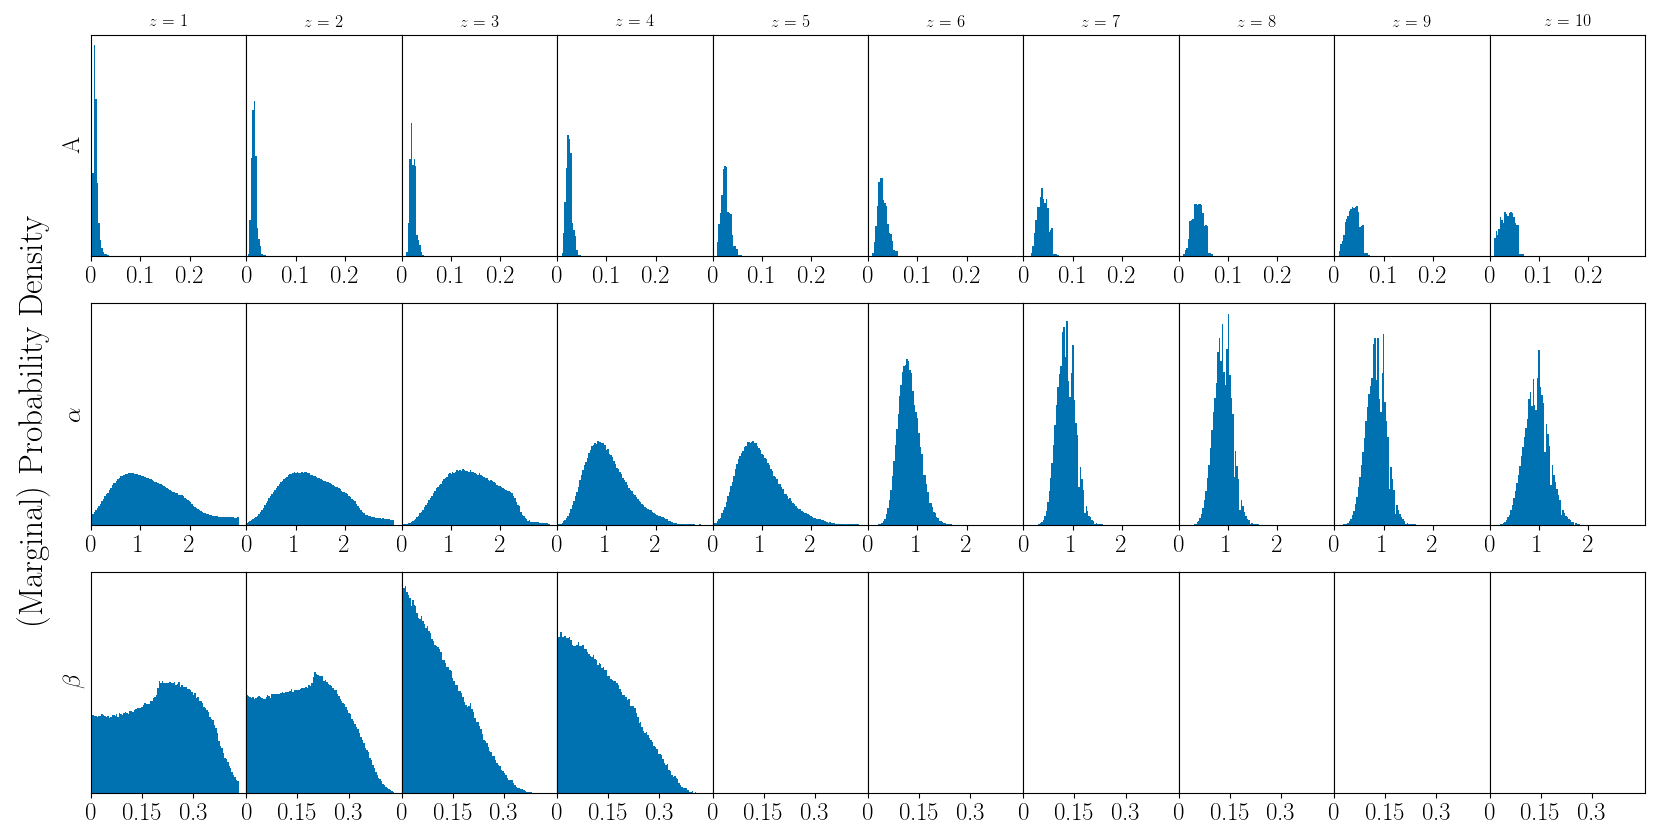 z = 1 z = 2 z = 3 z = 4 z = 5 z = 6 z = 7 z = 8 z = 9 z = 10
(Marginal) Probability Density
A
0 0.1 0.2 0 0.1 0.2 0 0.1 0.2 0 0.1 0.2 0 0.1 0.2 0 0.1 0.2 0 0.1 0.2 0 0.1 0.2 0 0.1 0.2 0 0.1 0.2
α
0 1 2 0 1 2 0 1 2 0 1 2 0 1 2 0 1 2 0 1 2 0 1 2 0 1 2 0 1 2
β
0 0.15 0.3 0 0.15 0.3 0 0.15 0.3 0 0.15 0.3 0 0.15 0.3 0 0.15 0.3 0 0.15 0.3 0 0.15 0.3 0 0.15 0.3 0 0.15 0.3